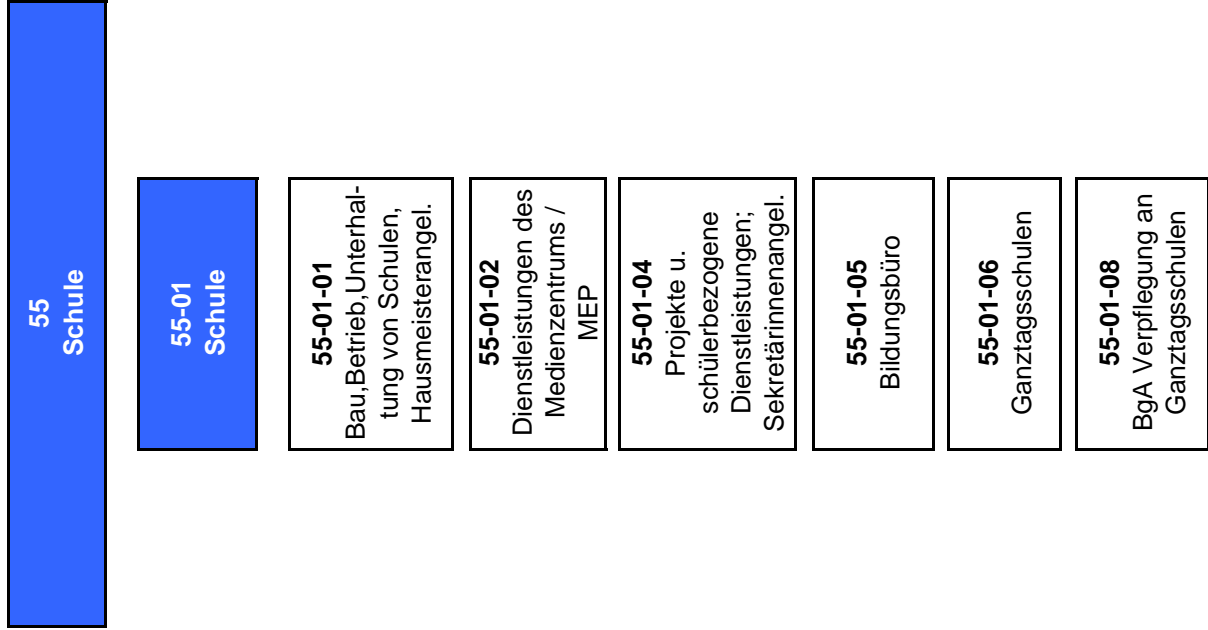 55
Schule
55-01
Schule
55-01-01
Bau,Betrieb,Unterhal-
tung von Schulen,
Hausmeisterangel.
55-01-02
Dienstleistungen des
Medienzentrums /
MEP
55-01-04
Projekte u.
schülerbezogene
Dienstleistungen;
Sekretärinnenangel.
55-01-05
Bildungsbüro
55-01-06
Ganztagsschulen
55-01-08
BgA Verpflegung an
Ganztagsschulen